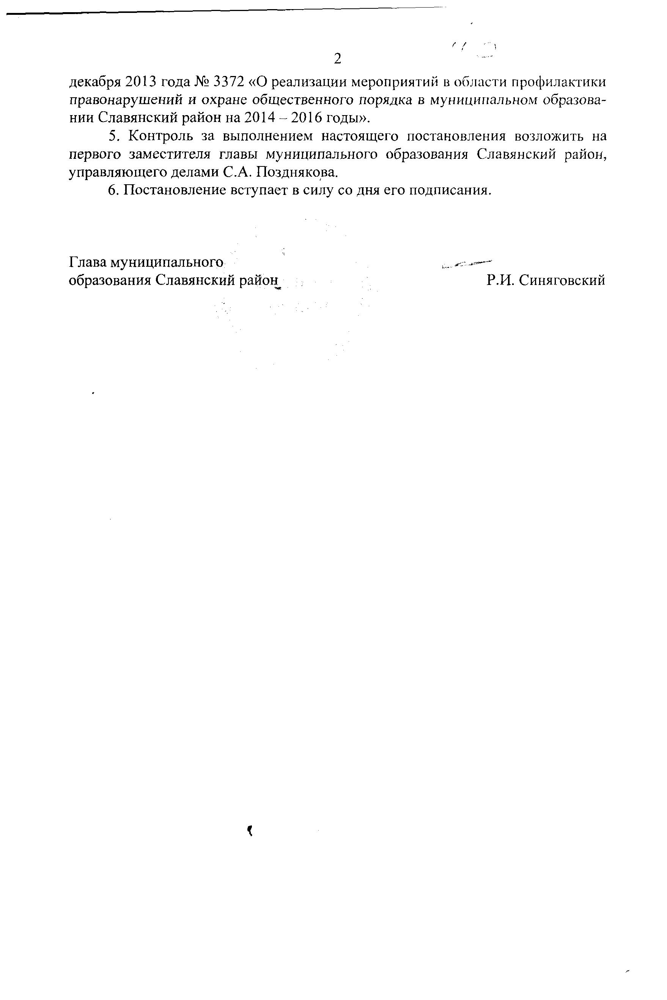 2
декабря 2013 года № 3372 «О реализации мероприятий в области профилактики
правонарушений и охране общественного порядка в муниципальном образова-
нии Славянский район на 2014 – 2016 годы».
5. Контроль за выполнением настоящего постановления возложить на
первого заместителя главы муниципального образования Славянский район,
управляющего делами С.А. Позднякова.
6. Постановление вступает в силу со дня его подписания.
Глава муниципального
образования Славянский район Р.И. Синяговский